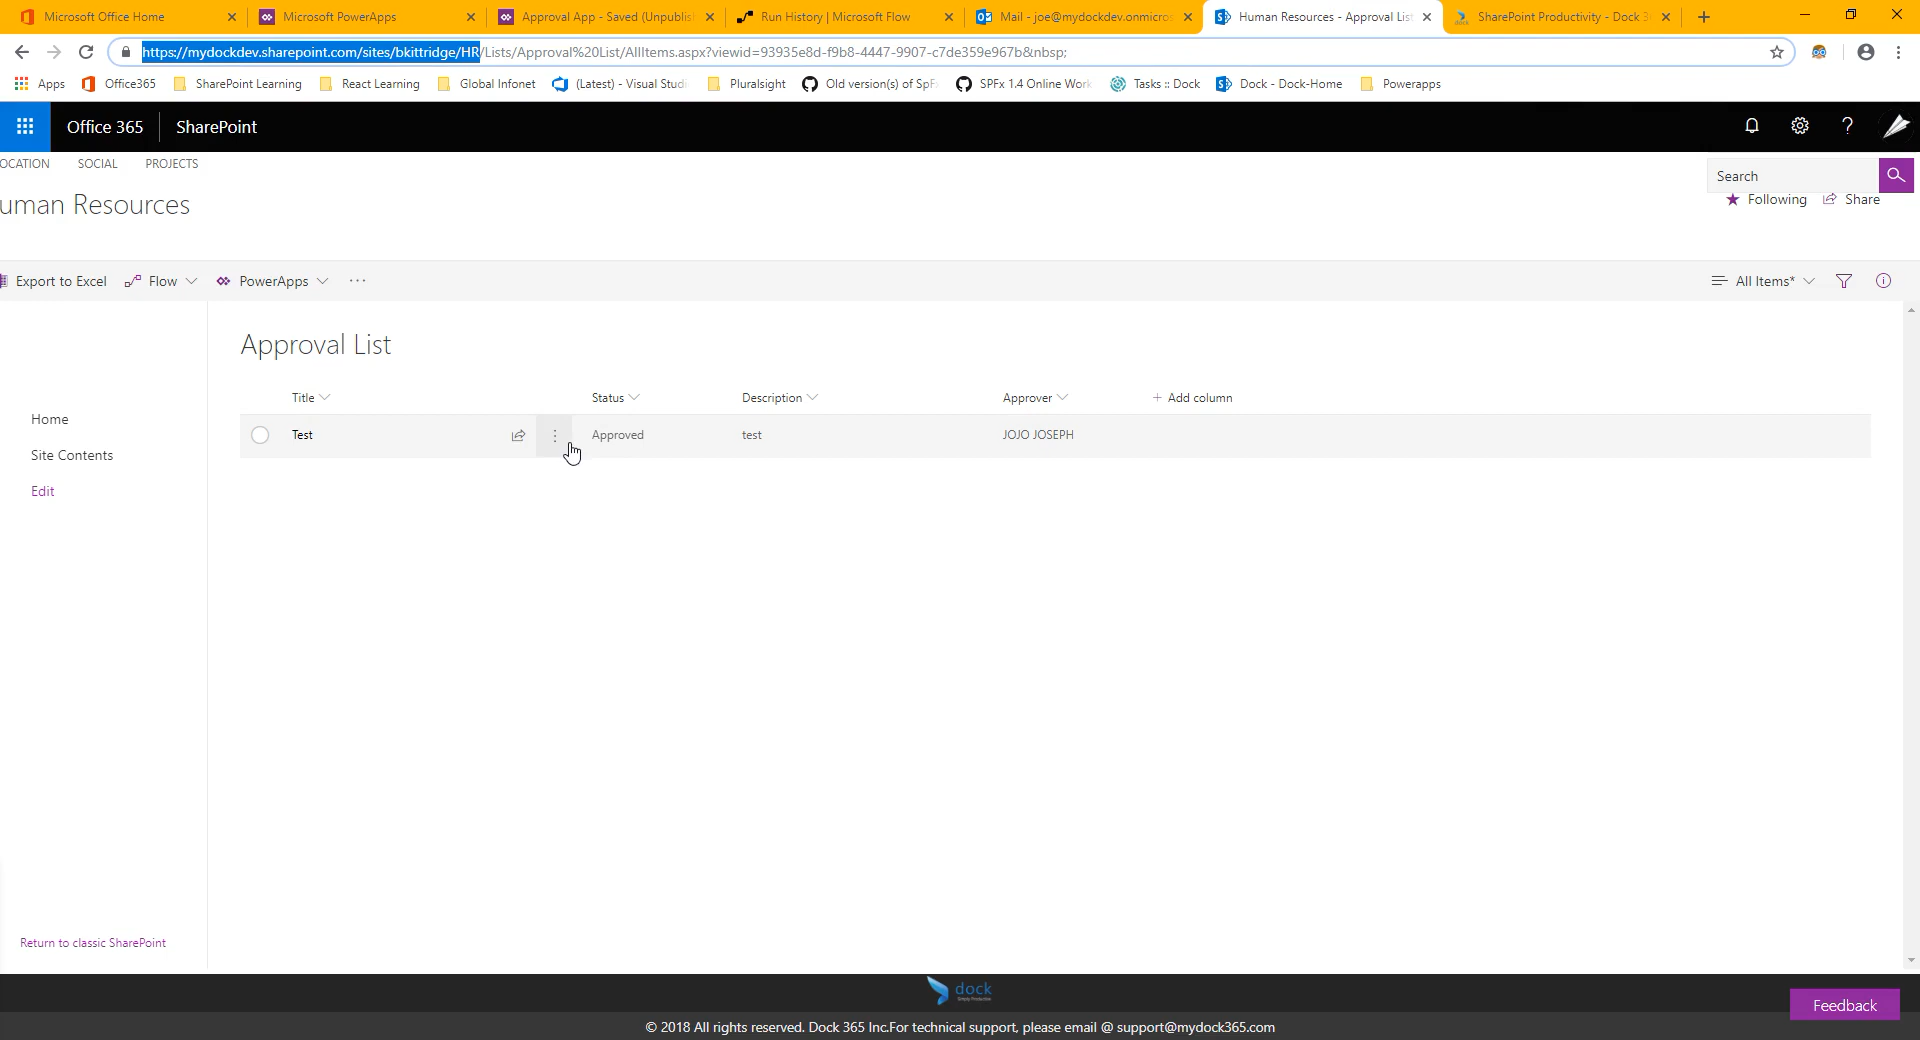 Microsoft Office Home
Microsoft PowerApps
Approval App - Saved (Unpublis
Run History | Microsoft Flow
Mail - joe@mydockdev.onmicros
Human Resources - Approval List
SharePoint Productivity - Dock 3
https://mydockdev.sharepoint.com/sites/bkittridge/HR/Lists/Approval%20List/AllItems.aspx?viewid=93935e8d-f9b8-4447-9907-c7de359e967b&nbsp;
Apps
Office365
SharePoint Learning
React Learning
Global Infonet
(Latest) - Visual Studi
Pluralsight
Old version(s) of SpF
SPFx 1.4 Online Work
Tasks :: Dock
Dock - Dock-Home
Powerapps
Office 365
SharePoint
OCATION
SOCIAL
PROJECTS
Search
uman Resources
Following
Share
Export to Excel
Flow
PowerApps
All Items*
Approval List
Title
Status
Description
Approver
+ Add column
Test
Approved
test
JOJO JOSEPH
Home
Site Contents
Edit
Return to classic SharePoint
dock
Feedback
© 2018 All rights reserved. Dock 365 Inc.For technical support, please email @ support@mydock365.com